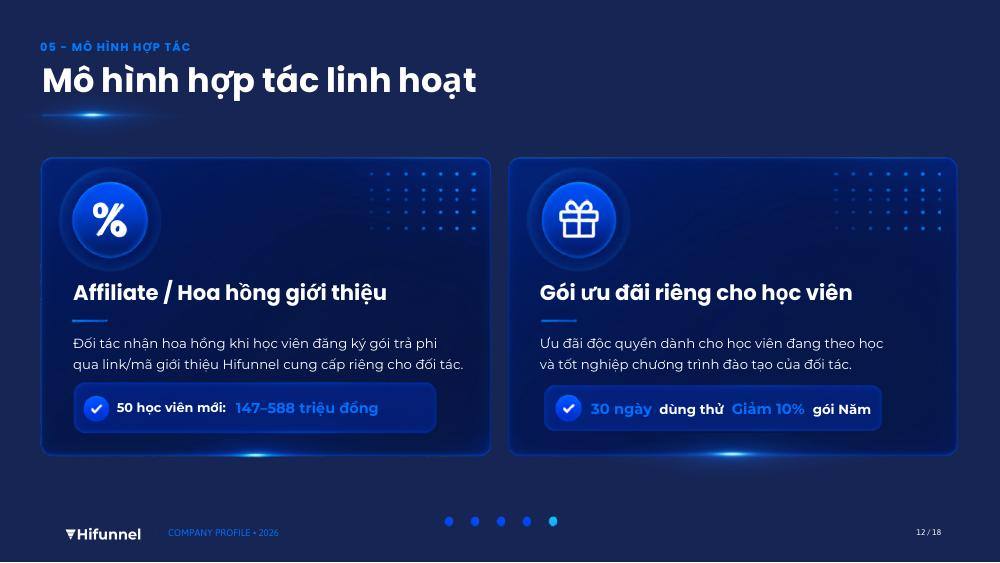 05 - MÔ HÌNH HỢP TÁC
Mô hình hợp tác linh hoạt
%
Affiliate / Hoa hồng giới thiệu
Đối tác nhận hoa hồng khi học viên đăng ký gói trả phi
qua link/mã giới thiệu Hifunnel cung cấp riêng cho đối tác.
50 học viên mới: 147–588 triệu đồng
Gói ưu đãi riêng cho học viên
Ưu đãi độc quyền dành cho học viên đang theo học
và tốt nghiệp chương trình đào tạo của đối tác.
30 ngày dùng thử Giảm 10% gói Năm
Hifunnel
COMPANY PROFILE • 2026
12 / 18